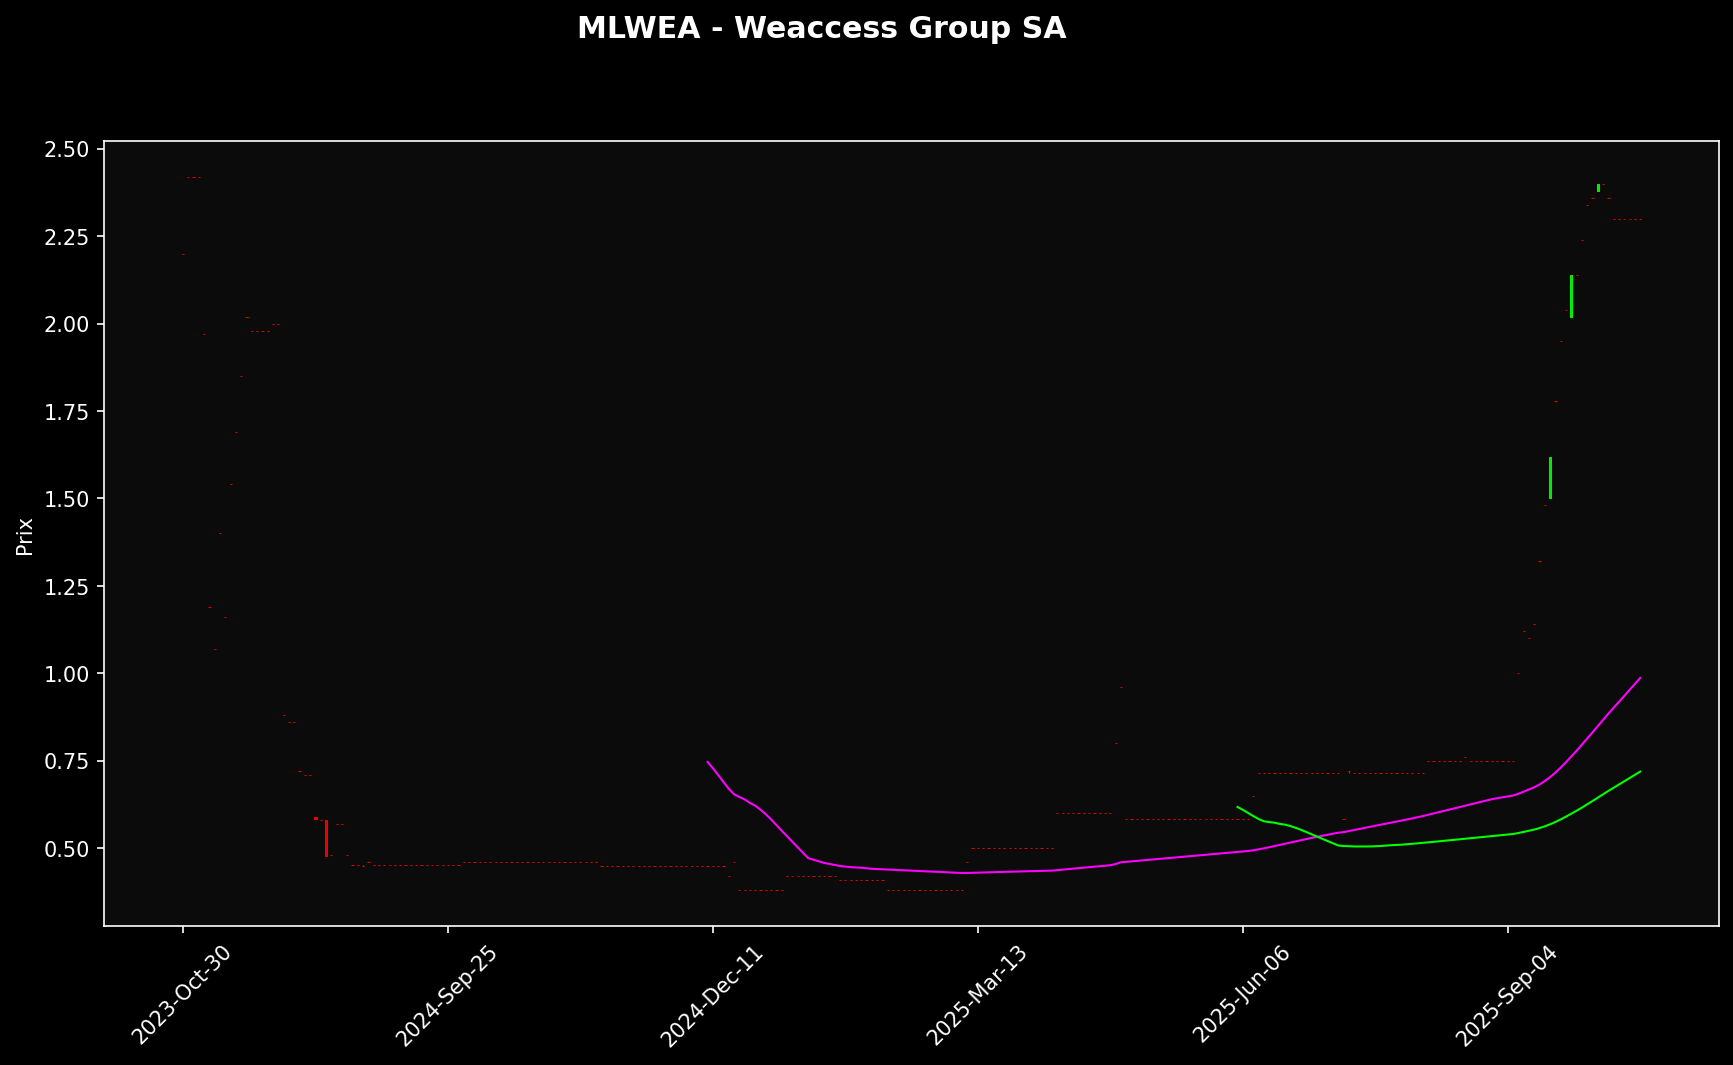 MLWEA - Weaccess Group SA
2.50
2.25
2.00
1.75
1.50
1.25
1.00
0.75
0.50
Prix
2023-Oct-30
2024-Sep-25
2024-Dec-11
2025-Mar-13
2025-Jun-06
2025-Sep-04